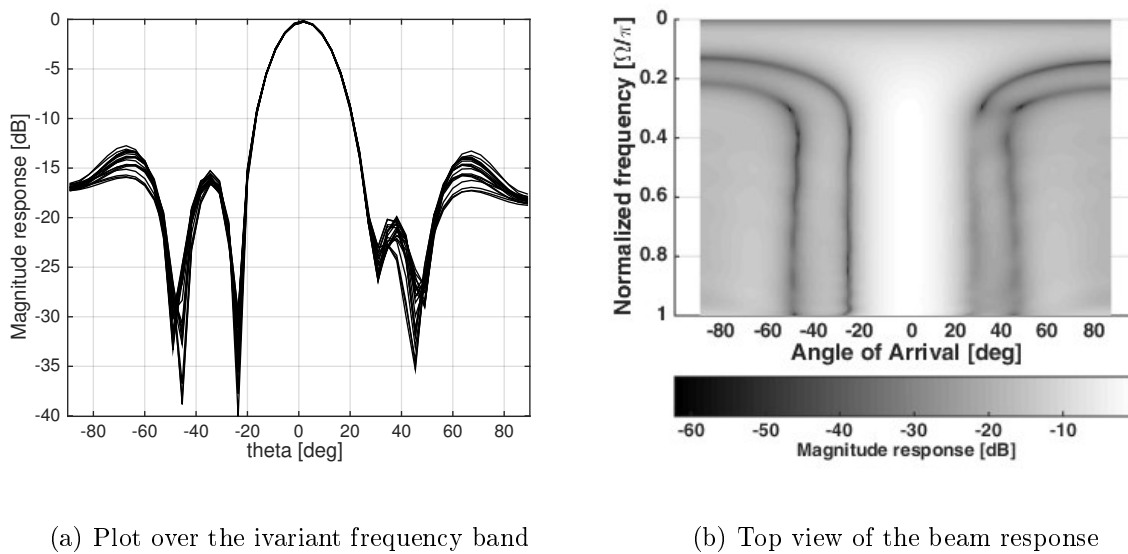 0
-5
-10
-15
-20
-25
-30
-35
-40
Magnitude response [dB]
-80 -60 -40 -20 0 20 40 60 80
theta [deg]
(a) Plot over the ivariant frequency band
0
0.2
0.4
0.6
0.8
1
Normalized frequency [Ω/π]
-80 -60 -40 -20 0 20 40 60 80
Angle of Arrival [deg]
-60 -50 -40 -30 -20 -10
Magnitude response [dB]
(b) Top view of the beam response